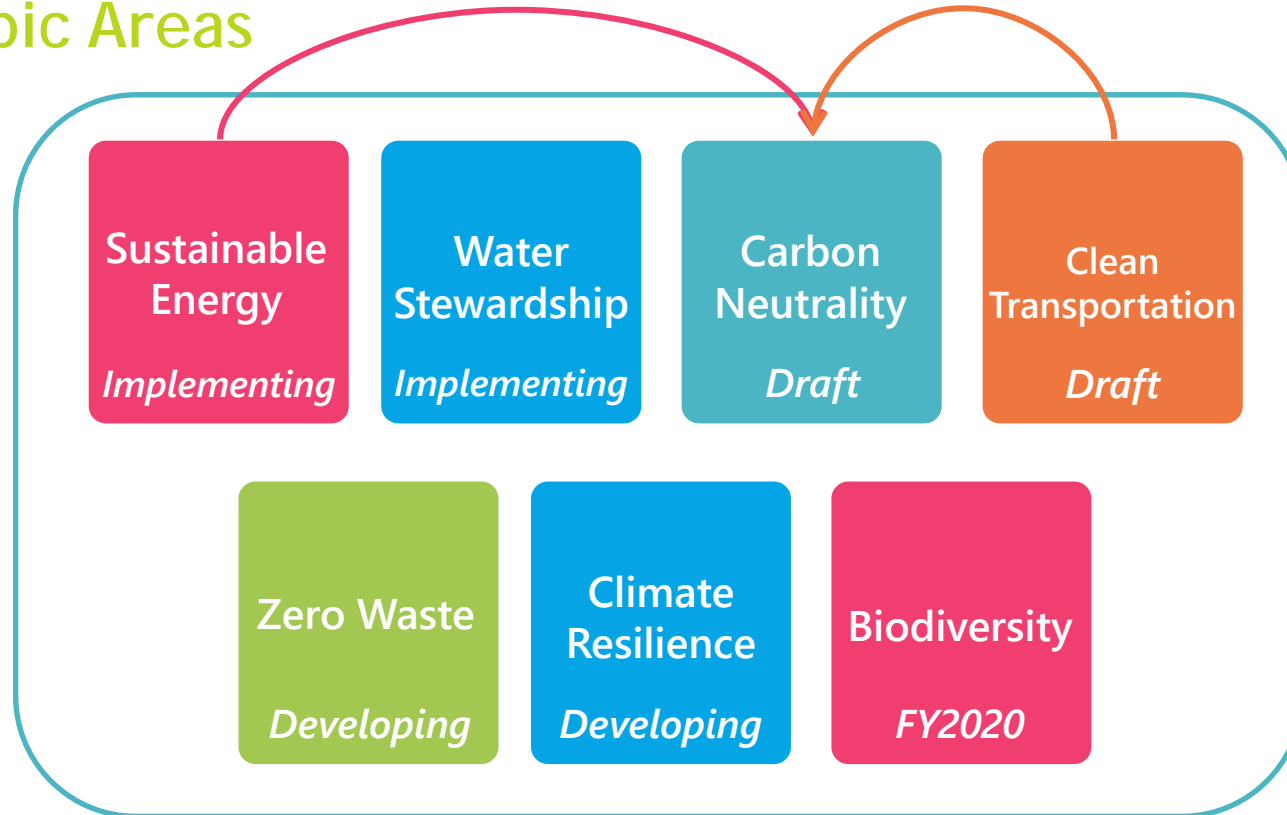 pic Areas
Sustainable
Energy
Implementing
Water
Stewardship
Implementing
Carbon
Neutrality
Draft
Clean
Transportation
Draft
Zero Waste
Developing
Climate
Resilience
Developing
Biodiversity
FY2020